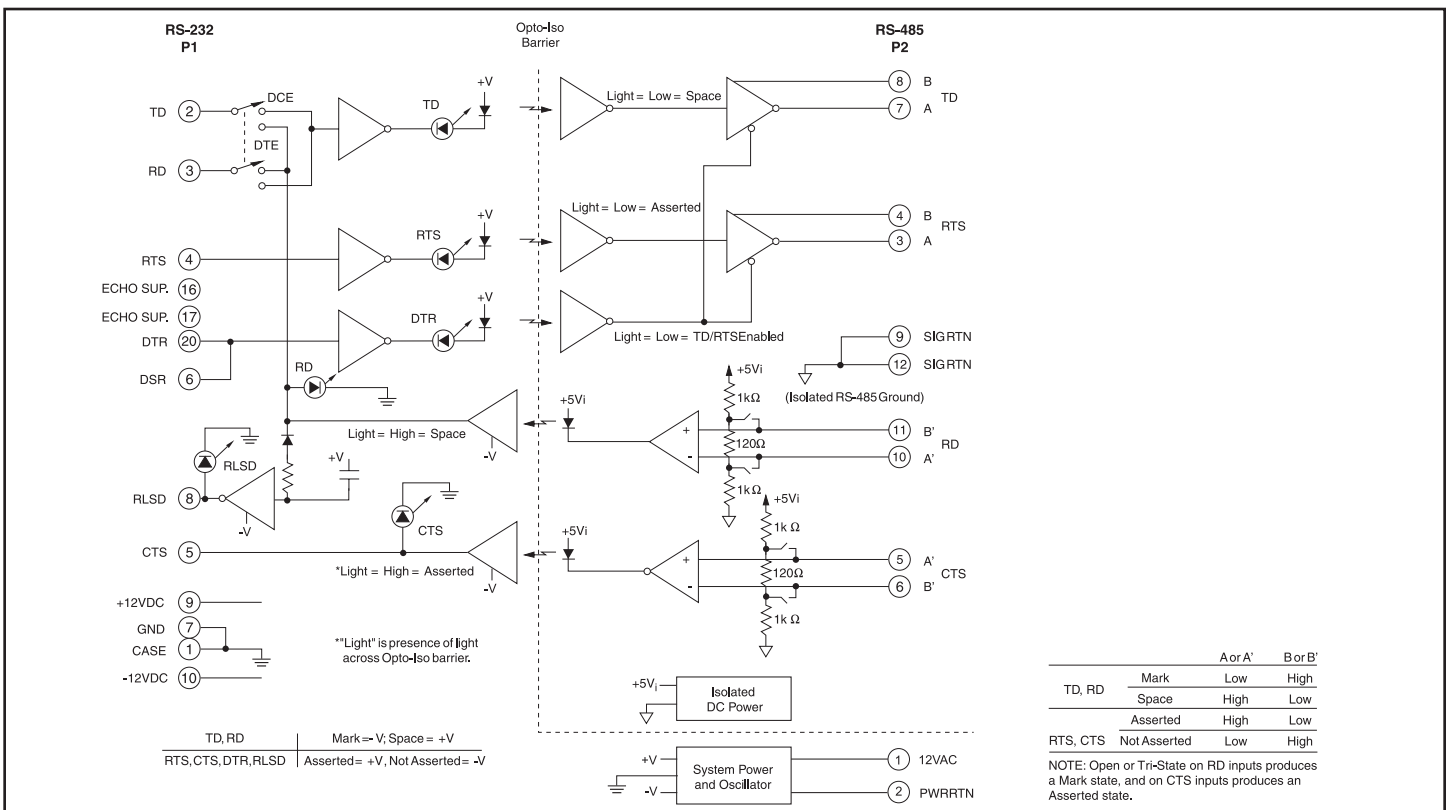 RS-232
P1
Opto-Iso
Barrier
RS-485
P2
TD 2
DCE
DTE
RD 3
TD
+V
Light = Low = Space
8 B
TD
7 A
RTS 4
RTS
+V
Light = Low = Asserted
4 B
RTS
3 A
ECHO SUP. 16
ECHO SUP. 17
DTR 20
DSR 6
DTR
+V
Light = Low = TD/RTS Enabled
9 SIGRTN
12 SIGRTN
(Isolated RS-485 Ground)
RD
Light = High = Space
-V
+5Vi
+5Vi
1kΩ
120Ω
1kΩ
+
-
11 B'
RD
10 A'
RLSD
+V
RLSD 8
-V
CTS
CTS 5
*Light = High = Asserted
-V
+5Vi
+5Vi
1k Ω
120Ω
1k Ω
+
-
5 A'
CTS
6 B'
+12VDC 9
GND 7
CASE 1
-12VDC 10
*"Light" is presence of light
across Opto-Iso barrier.
+5Vi
Isolated
DC Power
TD, RD Mark = - V; Space = +V
RTS, CTS, DTR, RLSD Asserted = +V, Not Asserted = -V
+V
-V
System Power
and Oscillator
1 12VAC
2 PWRRTN
A or A' B or B'
TD, RD Mark Low High
Space High Low
Asserted High Low
RTS, CTS Not Asserted Low High
NOTE: Open or Tri-State on RD inputs produces
a Mark state, and on CTS inputs produces an
Asserted state.